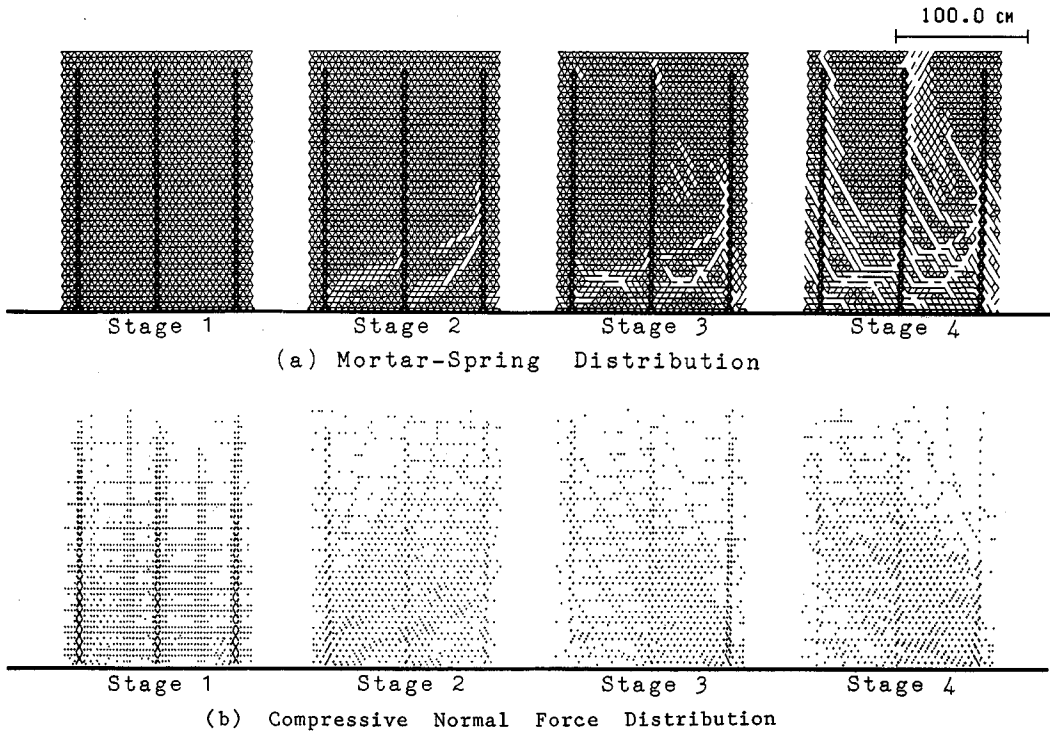 100.0 CM
Stage 1 Stage 2 Stage 3 Stage 4
(a) Mortar-Spring Distribution
Stage 1 Stage 2 Stage 3 Stage 4
(b) Compressive Normal Force Distribution